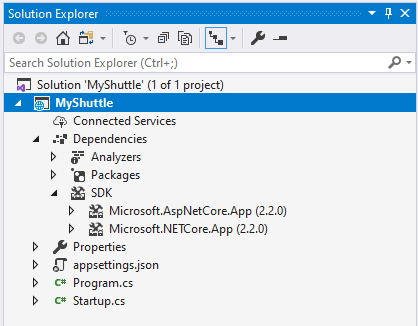 Solution Explorer
Search Solution Explorer (Ctrl+;)
Solution 'MyShuttle' (1 of 1 project)
MyShuttle
Connected Services
Dependencies
Analyzers
Packages
SDK
Microsoft.AspNetCore.App (2.2.0)
Microsoft.NETCore.App (2.2.0)
Properties
appsettings.json
C# Program.cs
C# Startup.cs